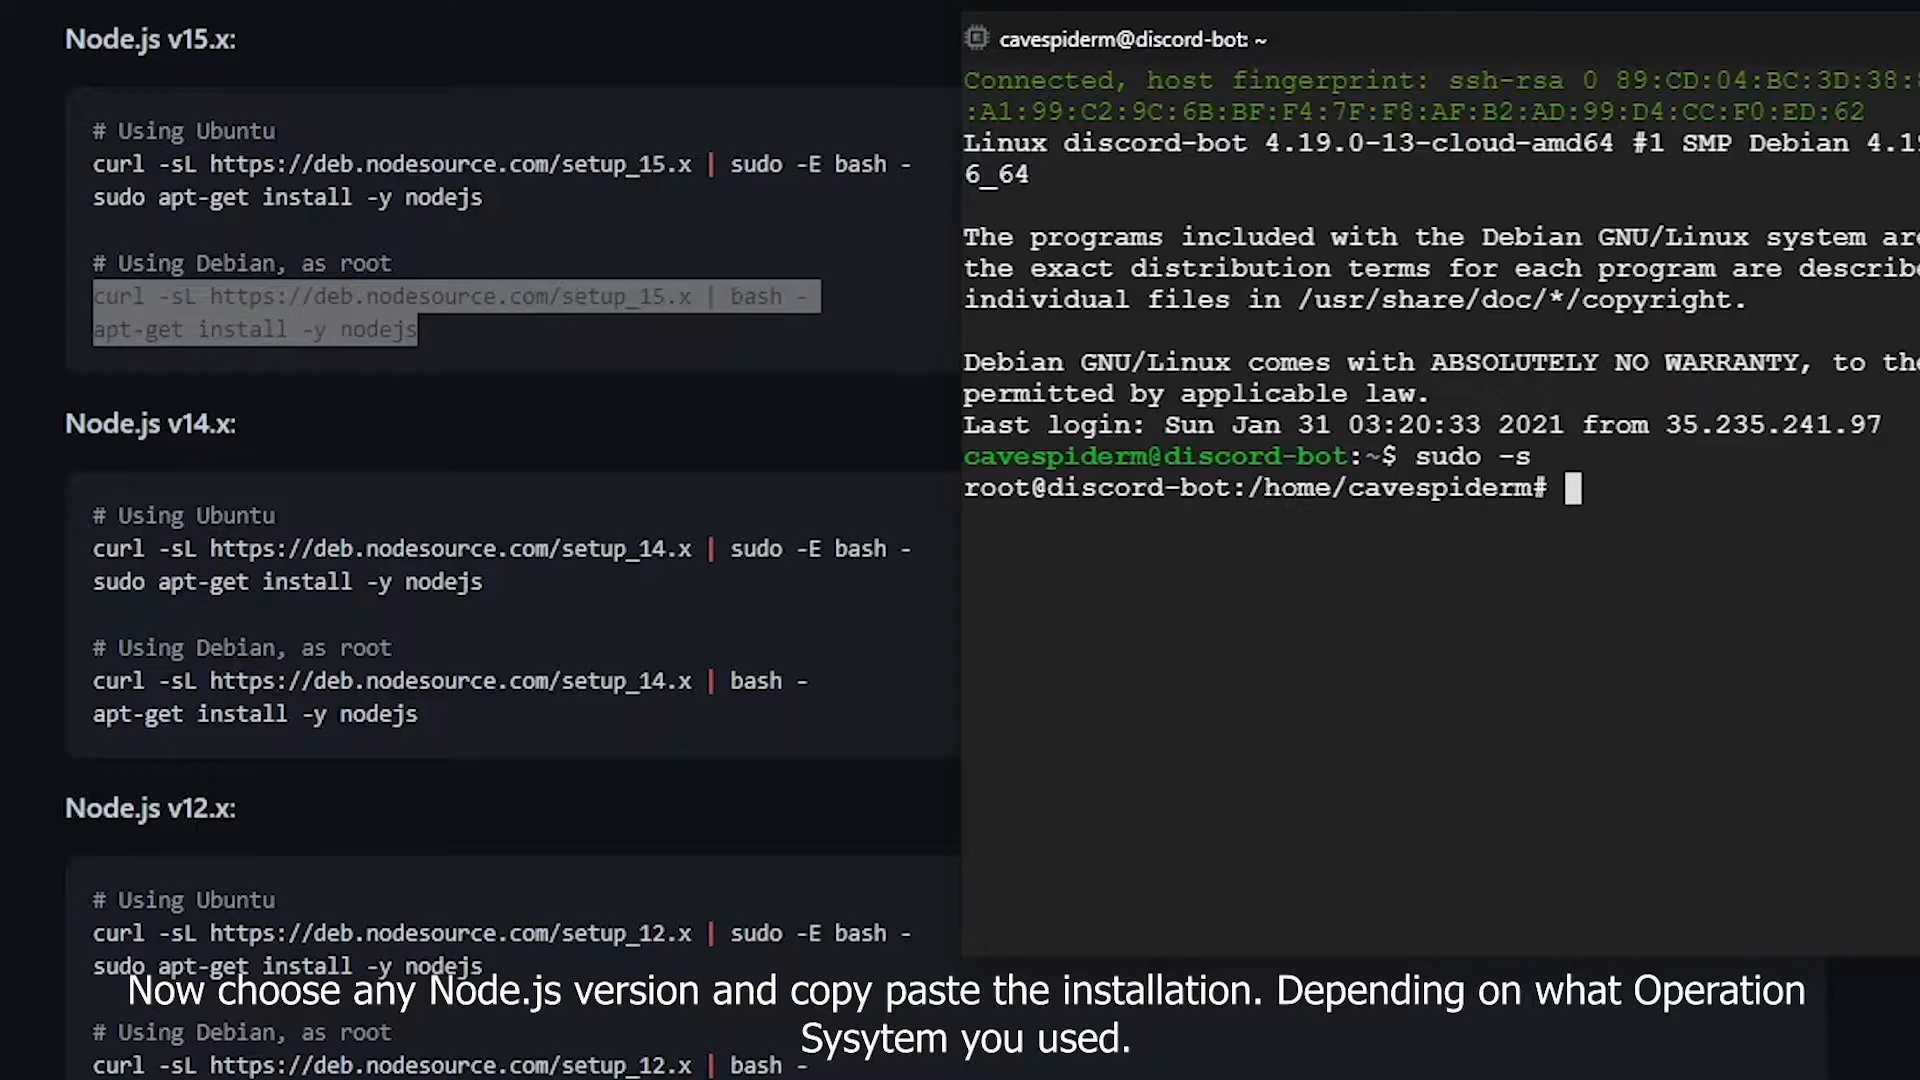 Node.js v15.x:
# Using Ubuntu
curl -sL https://deb.nodesource.com/setup_15.x | sudo -E bash -
sudo apt-get install -y nodejs
# Using Debian, as root
curl -sL https://deb.nodesource.com/setup_15.x | bash -
apt-get install -y nodejs
Node.js v14.x:
# Using Ubuntu
curl -sL https://deb.nodesource.com/setup_14.x | sudo -E bash -
sudo apt-get install -y nodejs
# Using Debian, as root
curl -sL https://deb.nodesource.com/setup_14.x | bash -
apt-get install -y nodejs
Node.js v12.x:
# Using Ubuntu
curl -sL https://deb.nodesource.com/setup_12.x | sudo -E bash -
sudo apt-get install -y nodejs
# Using Debian, as root
curl -sL https://deb.nodesource.com/setup_12.x | bash -
cavespiderm@discord-bot: ~
Connected, host fingerprint: ssh-rsa 0 89:CD:04:BC:3D:38:
:A1:99:C2:9C:6B:BF:F4:7F:F8:AF:B2:AD:99:D4:CC:F0:ED:62
Linux discord-bot 4.19.0-13-cloud-amd64 #1 SMP Debian 4.19
6_64
The programs included with the Debian GNU/Linux system are
the exact distribution terms for each program are describe
individual files in /usr/share/doc/*/copyright.
Debian GNU/Linux comes with ABSOLUTELY NO WARRANTY, to the
permitted by applicable law.
Last login: Sun Jan 31 03:20:33 2021 from 35.235.241.97
cavespiderm@discord-bot:~$ sudo -s
root@discord-bot:/home/cavespiderm#
Now choose any Node.js version and copy paste the installation. Depending on what Operation
Sysytem you used.